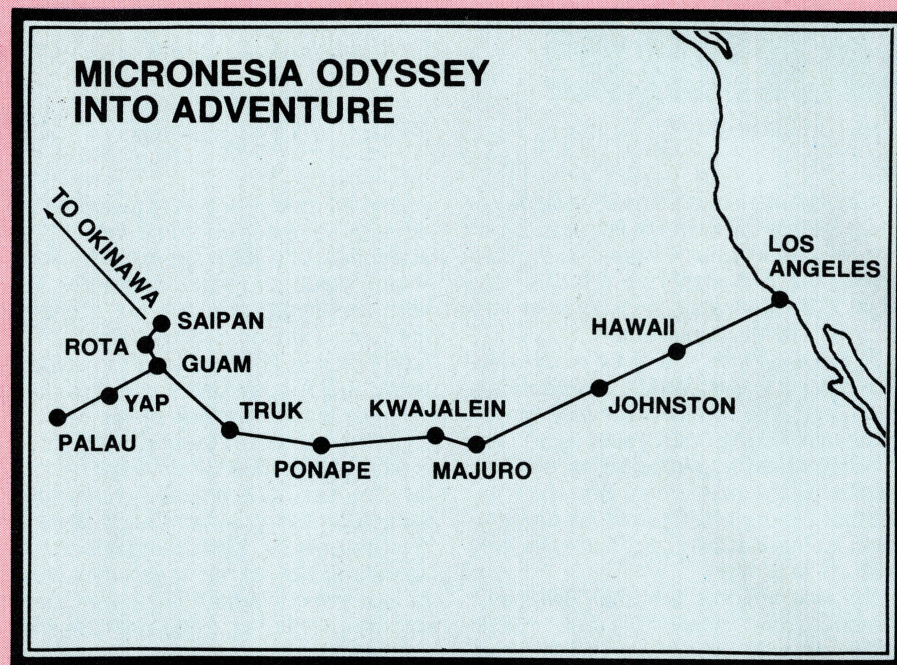 MICRONESIA ODYSSEY
INTO ADVENTURE
TO OKINAWA
LOS
ANGELES
SAIPAN
HAWAII
ROTA
GUAM
YAP
TRUK
KWAJALEIN
JOHNSTON
PALAU
PONAPE
MAJURO